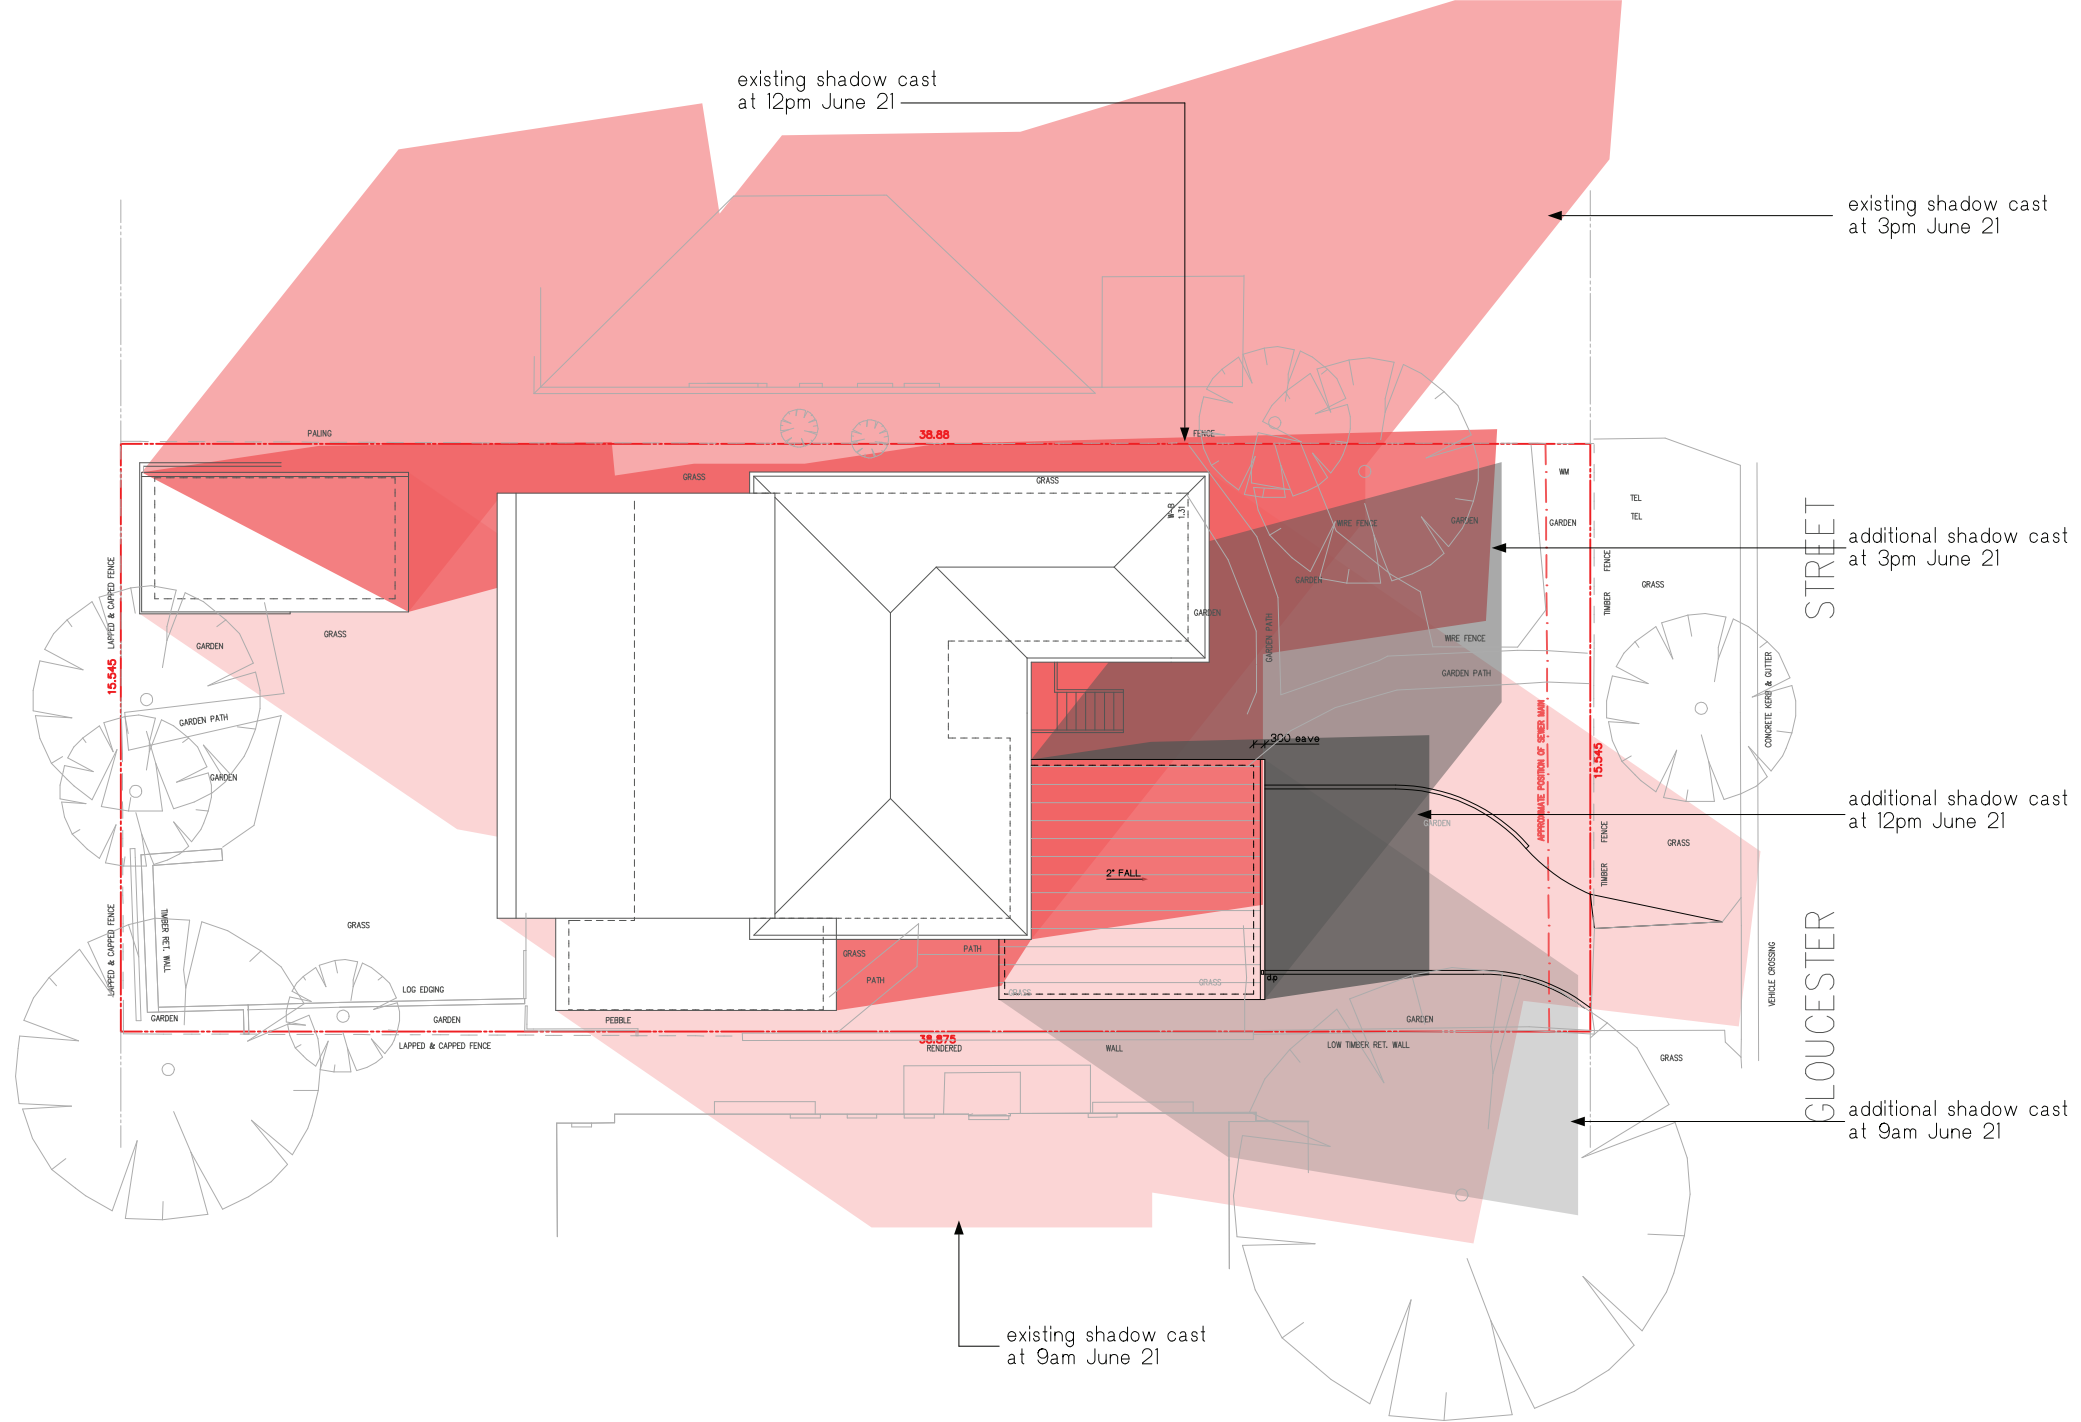 existing shadow cast
at 12pm June 21
existing shadow cast
at 3pm June 21
PALING
38.88
FENCE
GRASS
GRASS
WM
TEL
TEL
W-B
1.31
WIRE FENCE
GARDEN
GARDEN
additional shadow cast
at 3pm June 21
STREET
LAPPED & CAPPED FENCE
FENCE
TIMBER
GRASS
GARDEN
GARDEN
GRASS
GARDEN
GARDEN PATH
WIRE FENCE
15.545
GARDEN PATH
CONCRETE KERB & GUTTER
GARDEN PATH
300 eave
APPROXIMATE POSITION OF SEWER MAIN
15.545
GARDEN
additional shadow cast
at 12pm June 21
GARDEN
FENCE
TIMBER
GRASS
2° FALL
LAPPED & CAPPED FENCE
TIMBER RET. WALL
GRASS
GRASS
PATH
PATH
GRASS
GRASS
d.p
VEHICLE CROSSING
GLOUCESTER
LOG EDGING
GARDEN
GARDEN
PEBBLE
GARDEN
38.875
LAPPED & CAPPED FENCE
RENDERED
WALL
LOW TIMBER RET. WALL
GRASS
additional shadow cast
at 9am June 21
existing shadow cast
at 9am June 21